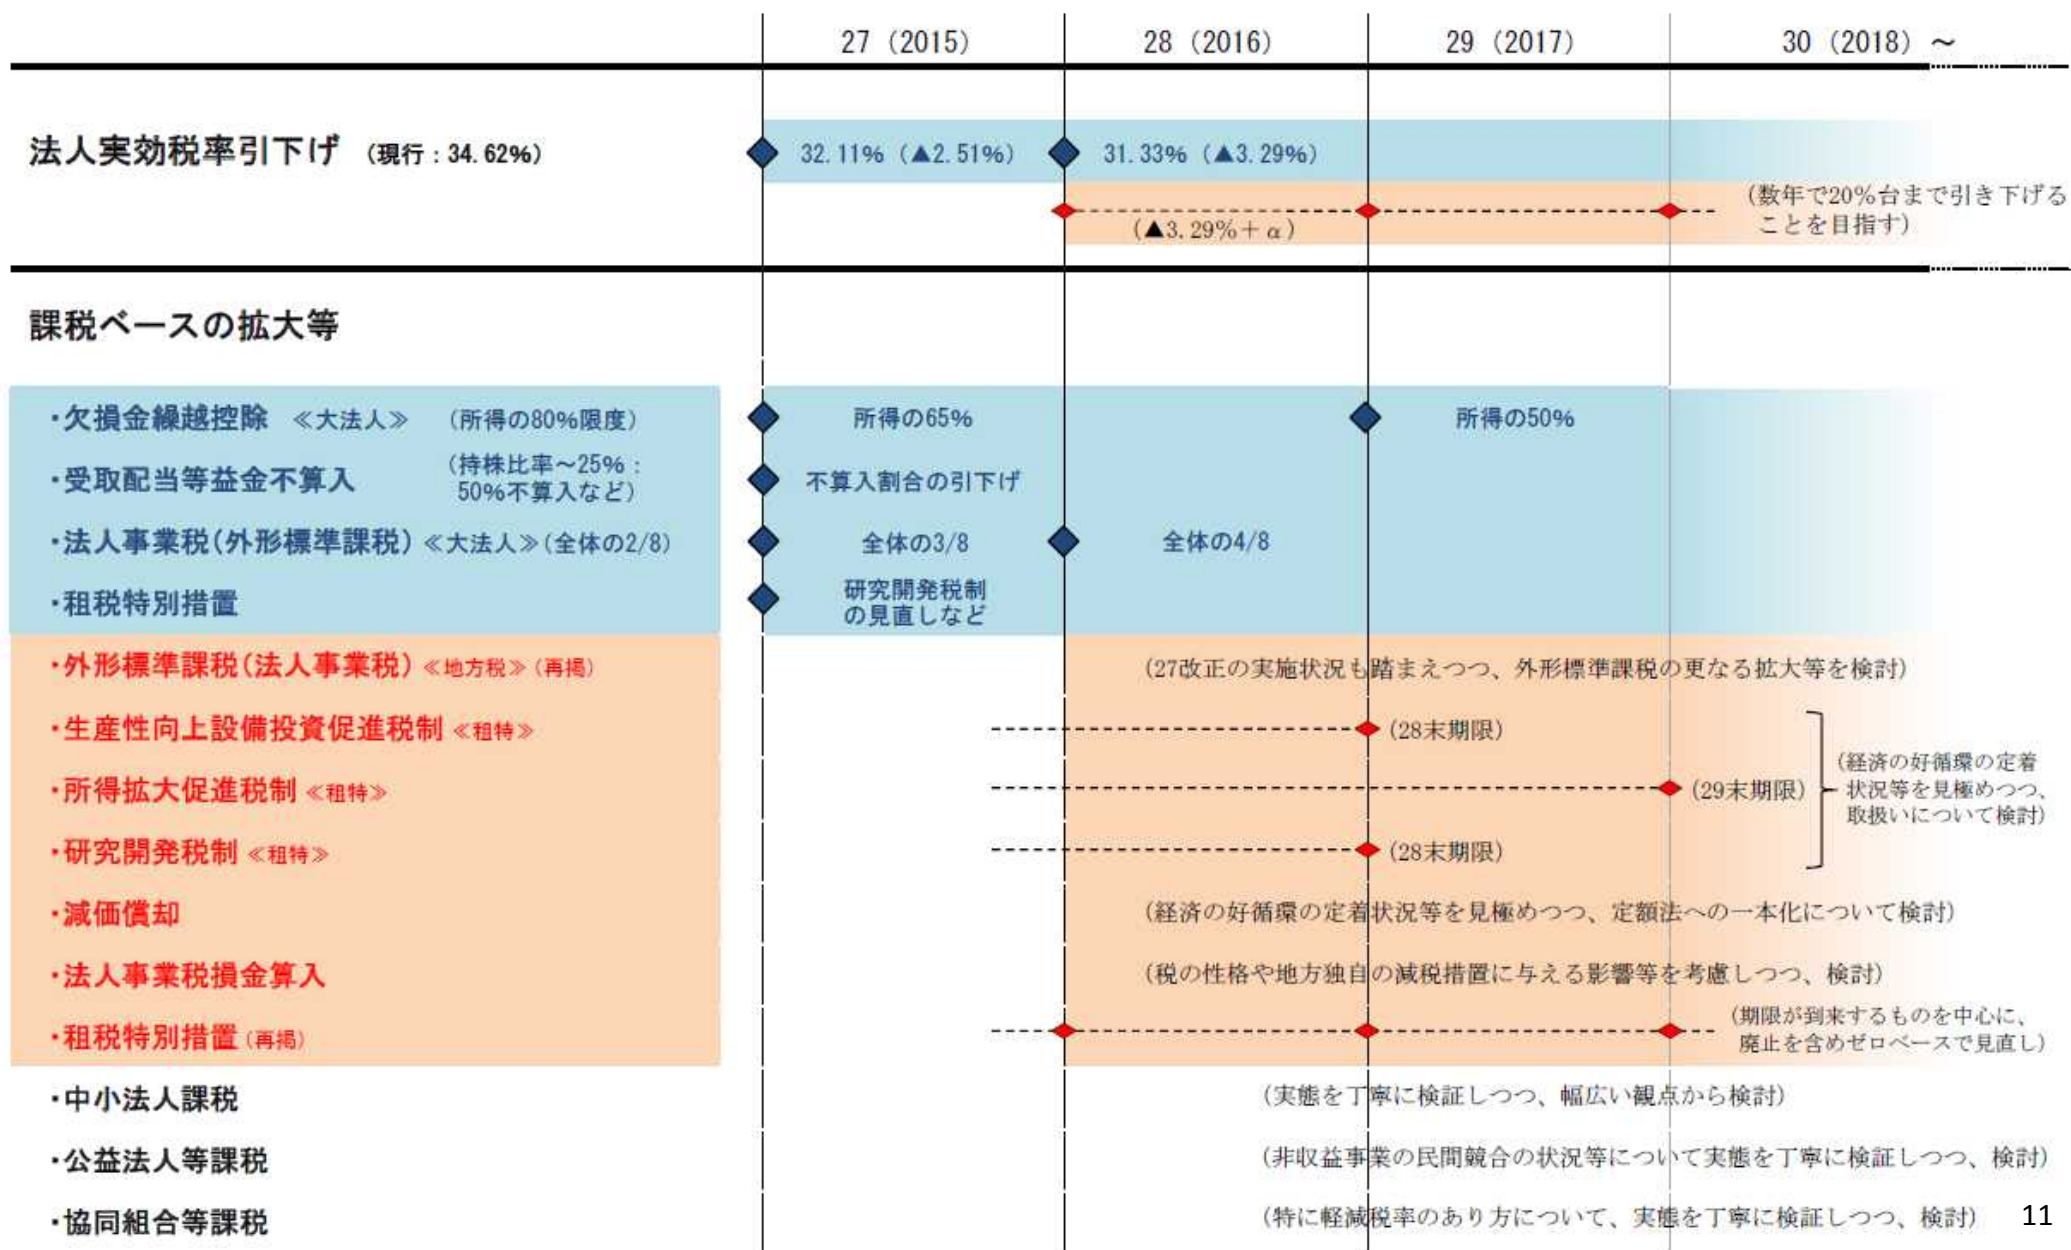 27（2015）
28（2016）
29（2017）
30（2018）～
法人実効税率引下げ （現行：34.62%）
32.11%（▲2.51%）
31.33%（▲3.29%）
（▲3.29%＋α）
（数年で20%台まで引き下げる
ことを目指す）
課税ベースの拡大等
・欠損金繰越控除 ≪大法人≫ （所得の80%限度）
所得の65%
所得の50%
・受取配当等益金不算入
（持株比率～25%：
50%不算入など）
不算入割合の引下げ
・法人事業税（外形標準課税）≪大法人≫（全体の2/8）
全体の3/8
全体の4/8
・租税特別措置
研究開発税制
の見直しなど
・外形標準課税（法人事業税）≪地方税≫（再掲）
（27改正の実施状況も踏まえつつ、外形標準課税の更なる拡大等を検討）
・生産性向上設備投資促進税制 ≪租特≫
（28末期限）
・所得拡大促進税制 ≪租特≫
（29末期限）
（経済の好循環の定着
状況等を見極めつつ、
取扱いについて検討）
・研究開発税制 ≪租特≫
（28末期限）
・減価償却
（経済の好循環の定着状況等を見極めつつ、定額法への一本化について検討）
・法人事業税損金算入
（税の性格や地方独自の減税措置に与える影響等を考慮しつつ、検討）
・租税特別措置（再掲）
（期限が到来するものを中心に、
廃止を含めゼロベースで見直し）
・中小法人課税
（実態を丁寧に検証しつつ、幅広い観点から検討）
・公益法人等課税
（非収益事業の民間競合の状況等について実態を丁寧に検証しつつ、検討）
・協同組合等課税
（特に軽減税率のあり方について、実態を丁寧に検証しつつ、検討）
11